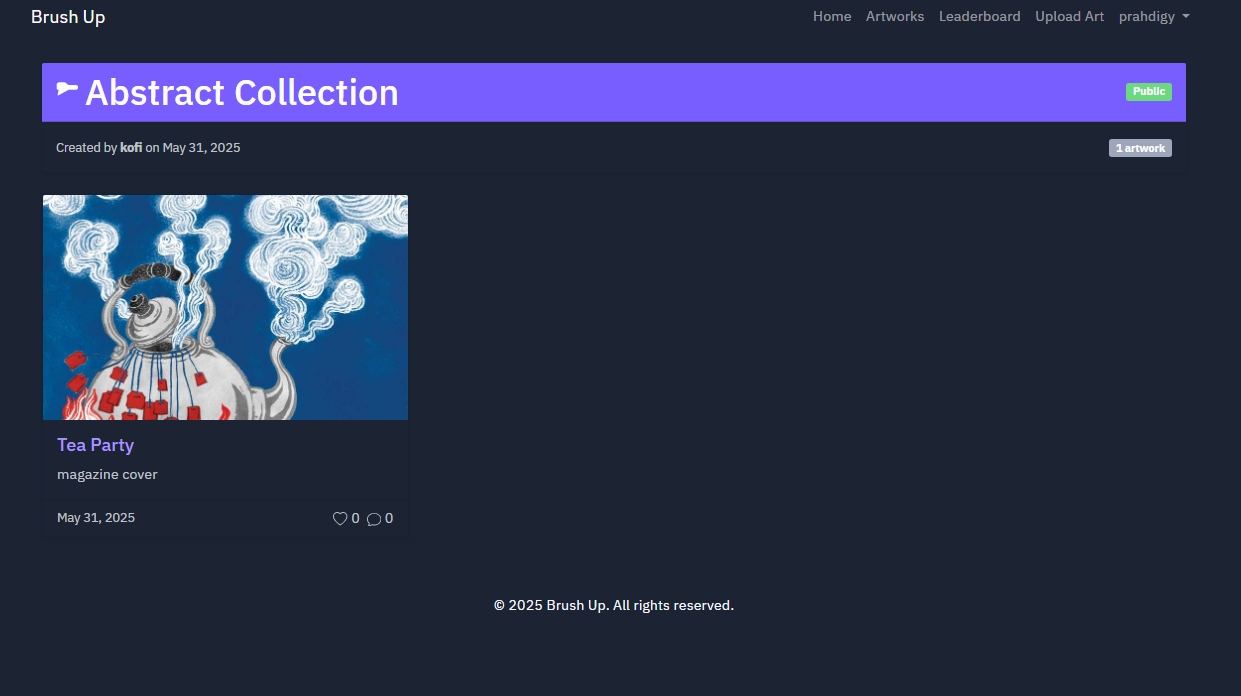 Brush Up
Home Artworks Leaderboard Upload Art prahdigy
Abstract Collection
Public
Created by kofi on May 31, 2025
1 artwork
Tea Party
magazine cover
May 31, 2025
0 0
© 2025 Brush Up. All rights reserved.